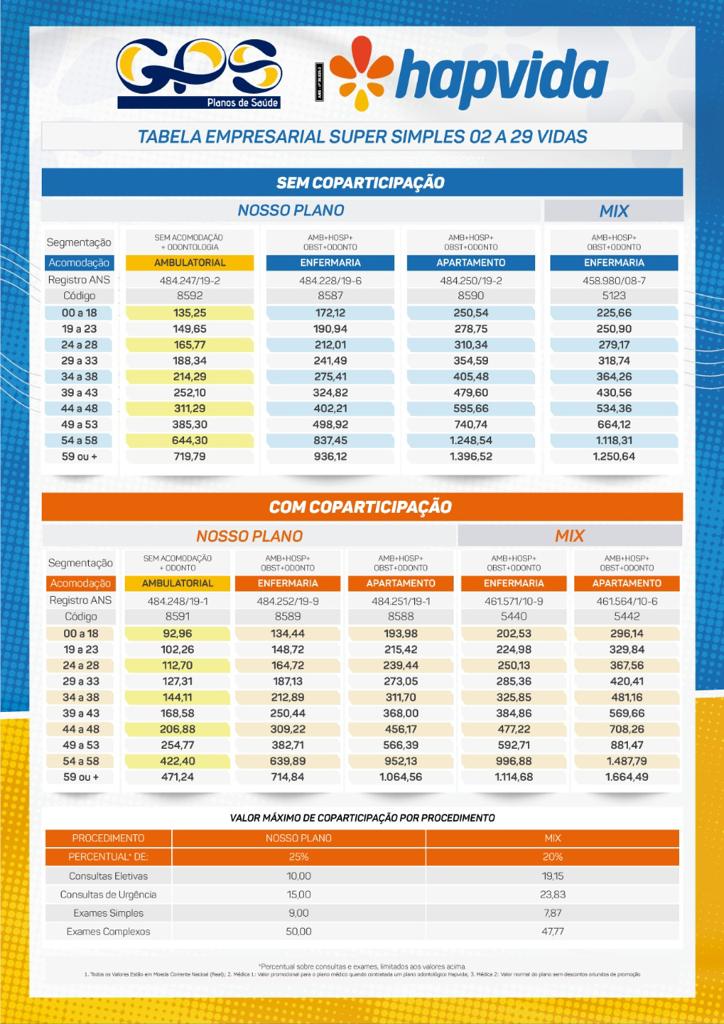 GPS
Planos de Saúde
hapvida
TABELA EMPRESARIAL SUPER SIMPLES 02 A 29 VIDAS
SEM COPARTICIPAÇÃO
NOSSO PLANO MIX
Segmentação SEM ACOMODAÇÃO + ODONTOLOGIA AMB+HOSP+ OBST+ODONTO AMB+HOSP+ OBST+ODONTO AMB+HOSP+ OBST+ODONTO
Acomodação AMBULATORIAL ENFERMARIA APARTAMENTO ENFERMARIA
Registro ANS 484.247/19-2 484.228/19-6 484.250/19-2 458.980/08-7
Código 8592 8587 8590 5123
00 a 18 135,25 172,12 250,54 225,66
19 a 23 149,65 190,94 278,75 250,90
24 a 28 165,77 212,01 310,34 279,17
29 a 33 188,34 241,49 354,59 318,74
34 a 38 214,29 275,41 405,48 364,26
39 a 43 252,10 324,82 479,60 430,56
44 a 48 311,29 402,21 595,66 534,36
49 a 53 385,30 498,92 740,74 664,12
54 a 58 644,30 837,45 1.248,54 1.118,31
59 ou + 719,79 936,12 1.396,52 1.250,64
COM COPARTICIPAÇÃO
NOSSO PLANO MIX
Segmentação SEM ACOMODAÇÃO + ODONTO AMB+HOSP+ OBST+ODONTO AMB+HOSP+ OBST+ODONTO AMB+HOSP+ OBST+ODONTO AMB+HOSP+ OBST+ODONTO
Acomodação AMBULATORIAL ENFERMARIA APARTAMENTO ENFERMARIA APARTAMENTO
Registro ANS 484.248/19-1 484.252/19-9 484.251/19-1 461.571/10-9 461.564/10-6
Código 8591 8589 8588 5440 5442
00 a 18 92,96 134,44 193,98 202,53 296,14
19 a 23 102,26 148,72 215,42 224,98 329,84
24 a 28 112,70 164,72 239,44 250,13 367,56
29 a 33 127,31 187,13 273,05 285,36 420,41
34 a 38 144,11 212,89 311,70 325,85 481,16
39 a 43 168,58 250,44 368,00 384,86 569,66
44 a 48 206,88 309,22 456,17 477,22 708,26
49 a 53 254,77 382,71 566,39 592,71 881,47
54 a 58 422,40 639,89 952,13 996,88 1.487,79
59 ou + 471,24 714,84 1.064,56 1.114,68 1.664,49
VALOR MÁXIMO DE COPARTICIPAÇÃO POR PROCEDIMENTO
PROCEDIMENTO NOSSO PLANO MIX
PERCENTUAL* DE: 25% 20%
Consultas Eletivas 10,00 19,15
Consultas de Urgência 15,00 23,83
Exames Simples 9,00 7,87
Exames Complexos 50,00 47,77
*Percentual sobre consultas e exames, limitados aos valores acima
1. Todos os Valores Estão em Moeda Corrente Nacioal (Real); 2. Médica 1: Valor promocional para o plano médico quando contratada um plano odontológico Hapvida; 3. Médica 2: Valor normal do plano sem descontos oriundos de promoção